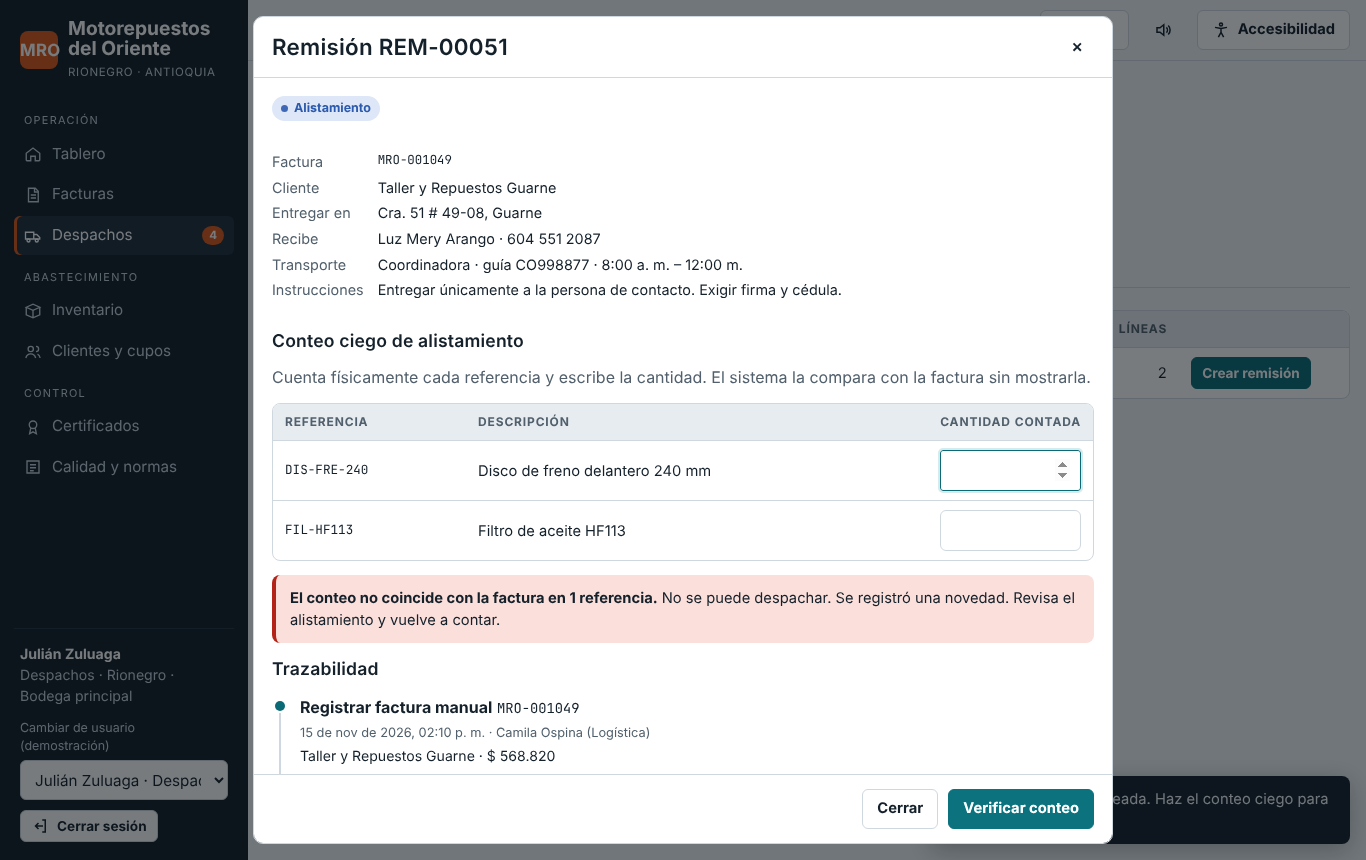 MRO
Motorepuestos
del Oriente
RIONEGRO · ANTIOQUIA
OPERACIÓN
Tablero
Facturas
Despachos 4
ABASTECIMIENTO
Inventario
Clientes y cupos
CONTROL
Certificados
Calidad y normas
Julián Zuluaga
Despachos · Rionegro ·
Bodega principal
Cambiar de usuario
(demostración)
Julián Zuluaga · Despac
Cerrar sesión
Accesibilidad
LÍNEAS
2 Crear remisión
Remisión REM-00051
×
Alistamiento
Factura MRO-001049
Cliente Taller y Repuestos Guarne
Entregar en Cra. 51 # 49-08, Guarne
Recibe Luz Mery Arango · 604 551 2087
Transporte Coordinadora · guía CO998877 · 8:00 a. m. – 12:00 m.
Instrucciones Entregar únicamente a la persona de contacto. Exigir firma y cédula.
Conteo ciego de alistamiento
Cuenta físicamente cada referencia y escribe la cantidad. El sistema la compara con la factura sin mostrarla.
REFERENCIA DESCRIPCIÓN CANTIDAD CONTADA
DIS-FRE-240 Disco de freno delantero 240 mm
FIL-HF113 Filtro de aceite HF113
El conteo no coincide con la factura en 1 referencia. No se puede despachar. Se registró una novedad. Revisa el
alistamiento y vuelve a contar.
Trazabilidad
Registrar factura manual MRO-001049
15 de nov de 2026, 02:10 p. m. · Camila Ospina (Logística)
Taller y Repuestos Guarne · $ 568.820
Cerrar Verificar conteo
eada. Haz el conteo ciego para